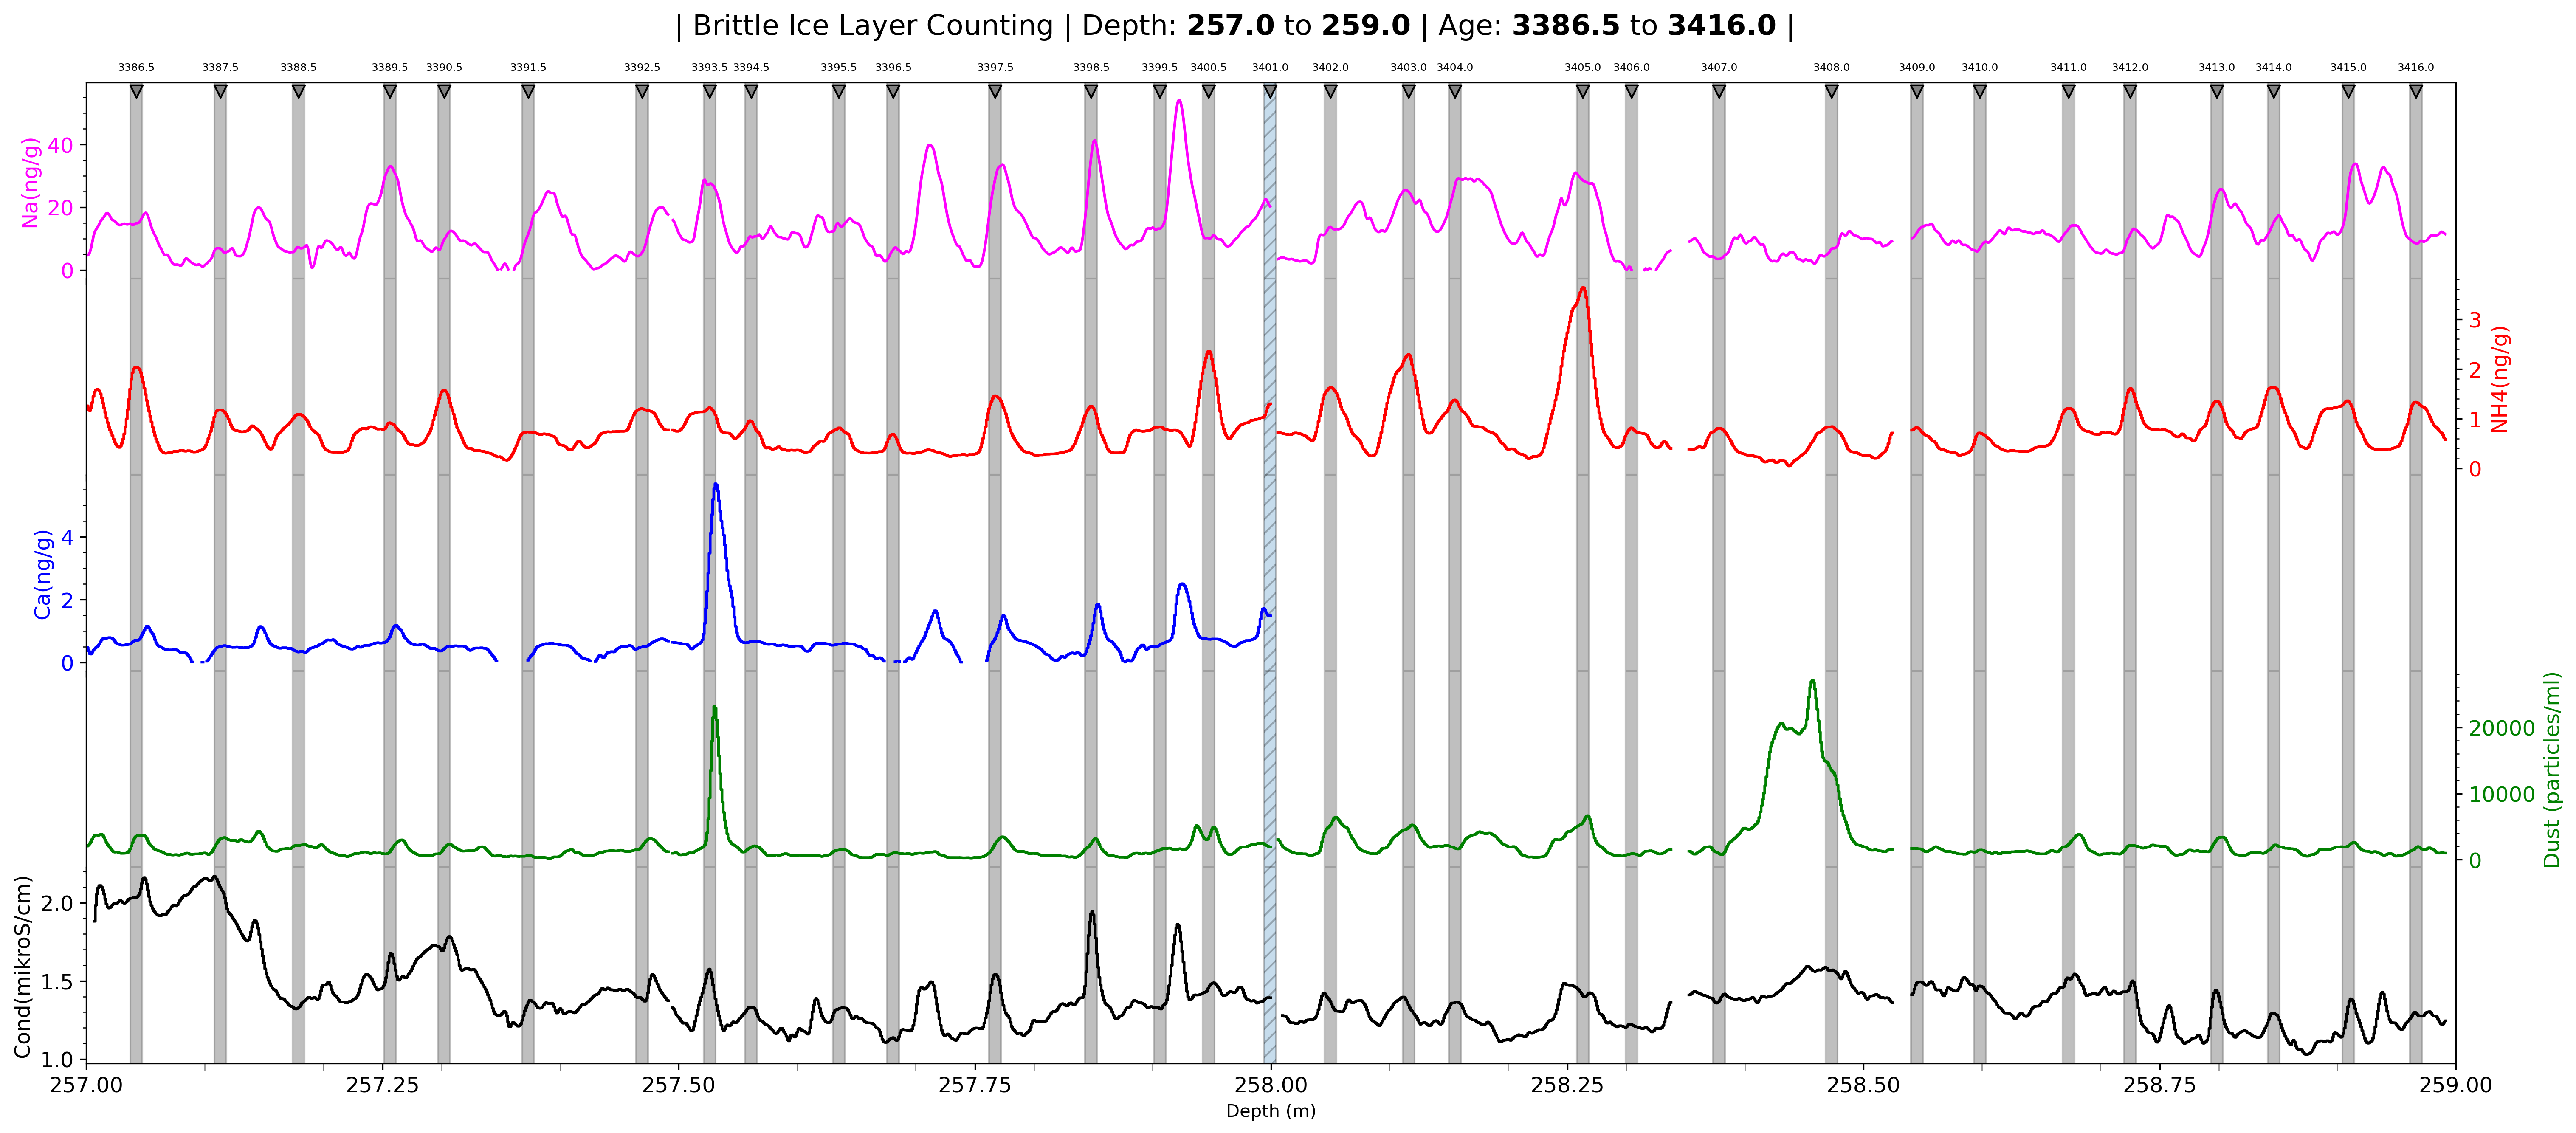 | Brittle Ice Layer Counting | Depth: 257.0 to 259.0 | Age: 3386.5 to 3416.0 |
3386.5 3387.5 3388.5 3389.5 3390.5 3391.5 3392.5 3393.5 3394.5 3395.5 3396.5 3397.5 3398.5 3399.5 3400.5 3401.0 3402.0 3403.0 3404.0 3405.0 3406.0 3407.0 3408.0 3409.0 3410.0 3411.0 3412.0 3413.0 3414.0 3415.0 3416.0
Na(ng/g)
40
20
0
NH4(ng/g)
3
2
1
0
Ca(ng/g)
4
2
0
Dust (particles/ml)
20000
10000
0
Cond(mikroS/cm)
2.0
1.5
1.0
257.00 257.25 257.50 257.75 258.00 258.25 258.50 258.75 259.00
Depth (m)